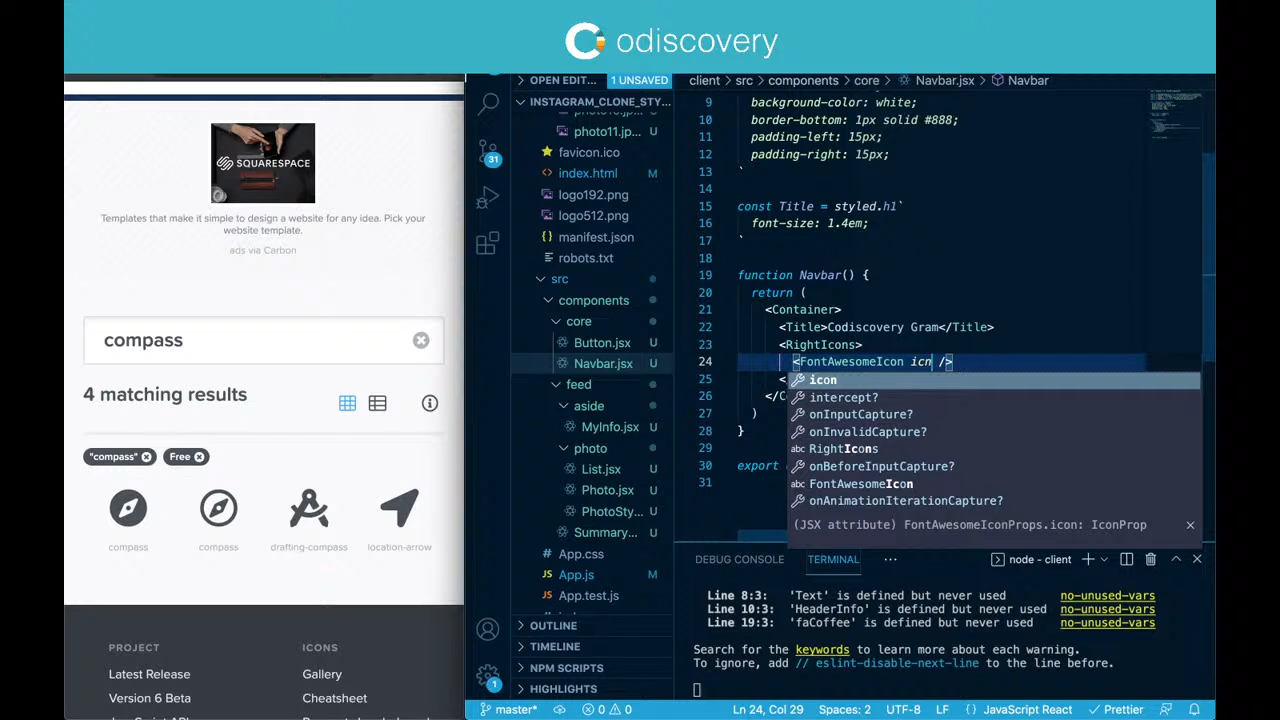 odiscovery
SQUARESPACE
Templates that make it simple to design a website for any idea. Pick your
website template.
ads via Carbon
compass
4 matching results
"compass"
Free
compass
compass
drafting-compass
location-arrow
PROJECT
Latest Release
Version 6 Beta
ICONS
Gallery
Cheatsheet
OPEN EDIT... 1 UNSAVED
INSTAGRAM_CLONE_STY...
photo11.jp... U
favicon.ico
index.html M
logo192.png
logo512.png
manifest.json
robots.txt
src
components
core
Button.jsx U
Navbar.jsx U
feed
aside
MyInfo.jsx U
photo
List.jsx U
Photo.jsx U
PhotoSty... U
Summary... U
App.css
App.js M
App.test.js
OUTLINE
TIMELINE
NPM SCRIPTS
HIGHLIGHTS
31
1
client > src > components > core > Navbar.jsx > Navbar
9 background-color: white;
10 border-bottom: 1px solid #888;
11 padding-left: 15px;
12 padding-right: 15px;
13 `
14
15 const Title = styled.h1`
16 font-size: 1.4em;
17 `
18
19 function Navbar() {
20 return (
21 <Container>
22 <Title>Codiscovery Gram</Title>
23 <RightIcons>
24 <FontAwesomeIcon icn />
25 <
26 </C
27 )
28 }
29
30 export
31
icon
intercept?
onInputCapture?
onInvalidCapture?
abc RightIcons
onBeforeInputCapture?
abc FontAwesomeIcon
onAnimationIterationCapture?
(JSX attribute) FontAwesomeIconProps.icon: IconProp
DEBUG CONSOLE TERMINAL ... node - client
Line 8:3: 'Text' is defined but never used no-unused-vars
Line 10:3: 'HeaderInfo' is defined but never used no-unused-vars
Line 19:3: 'faCoffee' is defined but never used no-unused-vars
Search for the keywords to learn more about each warning.
To ignore, add // eslint-disable-next-line to the line before.
master* 0 0 Ln 24, Col 29 Spaces: 2 UTF-8 LF {} JavaScript React Prettier